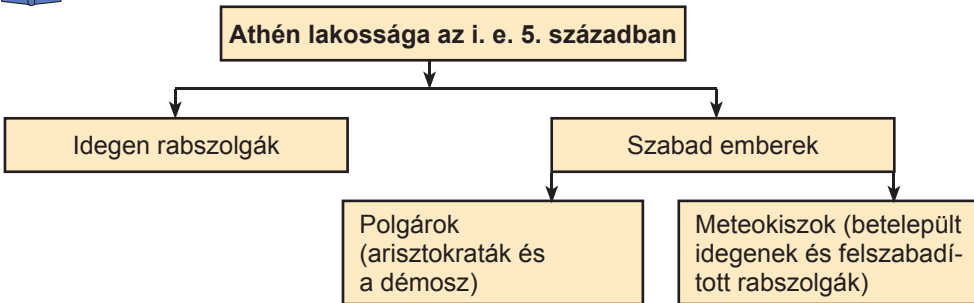 Athén lakossága az i. e. 5. században
Idegen rabszolgák
Szabad emberek
Polgárok
(arisztokraták és
a démosz)
Meteokiszok (betelepült
idegenek és felszabadí-
tott rabszolgák)